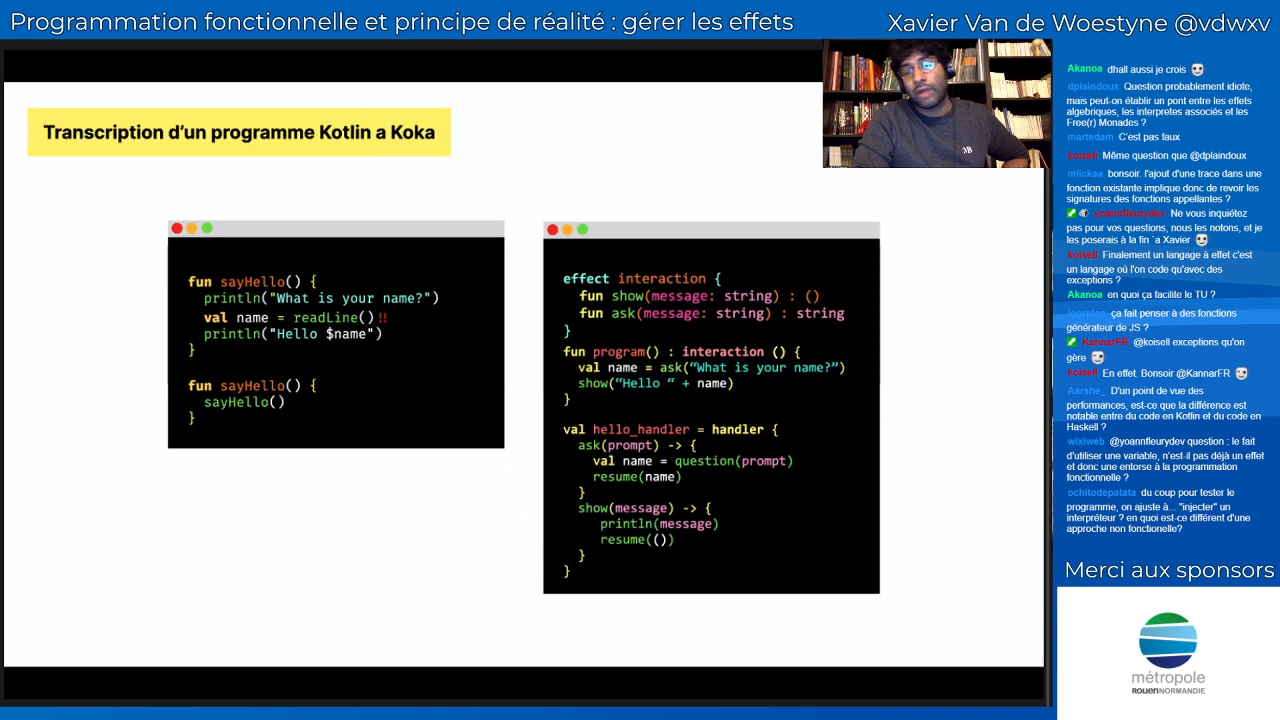 Programmation fonctionnelle et principe de réalité : gérer les effets
Xavier Van de Woestyne @vdwxv
Transcription d'un programme Kotlin a Koka
fun sayHello() {
println("What is your name?")
val name = readLine()!!
println("Hello $name")
}
fun sayHello() {
sayHello()
}
effect interaction {
fun show(message: string) : ()
fun ask(message: string) : string
}
fun program() : interaction () {
val name = ask(“What is your name?”)
show(“Hello “ + name)
}
val hello_handler = handler {
ask(prompt) -> {
val name = question(prompt)
resume(name)
}
show(message) -> {
println(message)
resume(())
}
}
Akanoa dhall aussi je crois
dplaindoux Question probablement idiote,
mais peut-on établir un pont entre les effets
algebriques, les interpretes associés et les
Free(r) Monades ?
martedam C'est pas faux
koisell Même question que @dplaindoux
miickaa bonsoir. l'ajout d'une trace dans une
fonction existante implique donc de revoir les
signatures des fonctions appellantes ?
yoannfleurydev Ne vous inquiétez
pas pour vos questions, nous les notons, et je
les poserais à la fin ´a Xavier
koisell Finalement un langage à effet c'est
un langage où l'on code qu'avec des
exceptions ?
Akanoa en quoi ça facilite le TU ?
ça fait penser à des fonctions
générateur de JS ?
KannarFR @koisell exceptions qu'on
gère
koisell En effet. Bonsoir @KannarFR
Aarshe_ D'un point de vue des
performances, est-ce que la différence est
notable entre du code en Kotlin et du code en
Haskell ?
wixiweb @yoannfleurydev question : le fait
d'utiliser une variable, n'est-il pas déjà un effet
et donc une entorse à la programmation
fonctionnelle ?
ochitodepatata du coup pour tester le
programme, on ajuste à... "injecter" un
interpréteur ? en quoi est-ce différent d'une
approche non fonctionelle?
Merci aux sponsors
métropole
ROUENNORMANDIE